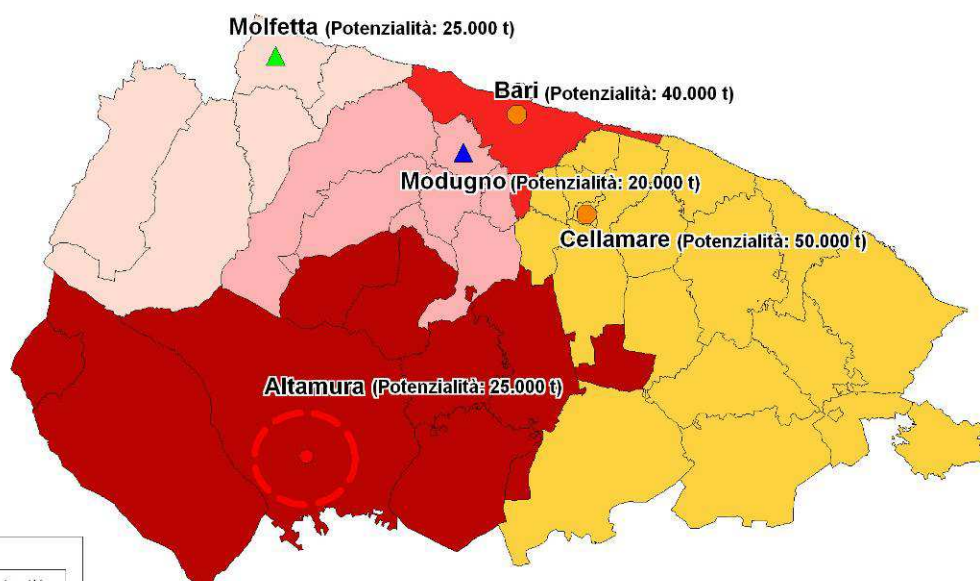 Molfetta (Potenzialità: 25.000 t)
Bari (Potenzialità: 40.000 t)
Modugno (Potenzialità: 20.000 t)
Cellamare (Potenzialità: 50.000 t)
Altamura (Potenzialità: 25.000 t)